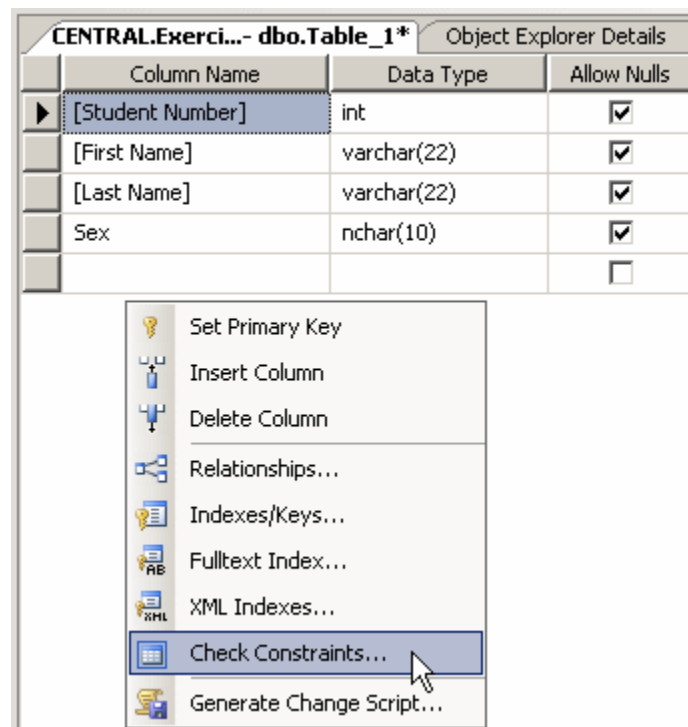 CENTRAL.Exerci...- dbo.Table_1* Object Explorer Details
Column Name Data Type Allow Nulls
[Student Number] int
[First Name] varchar(22)
[Last Name] varchar(22)
Sex nchar(10)
Set Primary Key
Insert Column
Delete Column
Relationships...
Indexes/Keys...
AB Fulltext Index...
XML XML Indexes...
Check Constraints...
Generate Change Script...